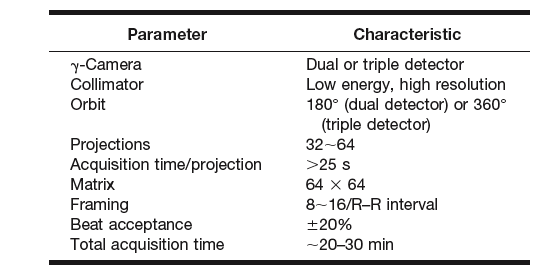 Parameter Characteristic
γ-Camera Dual or triple detector
Collimator Low energy, high resolution
Orbit 180° (dual detector) or 360°
(triple detector)
Projections 32~64
Acquisition time/projection >25 s
Matrix 64 × 64
Framing 8~16/R–R interval
Beat acceptance ±20%
Total acquisition time ~20–30 min